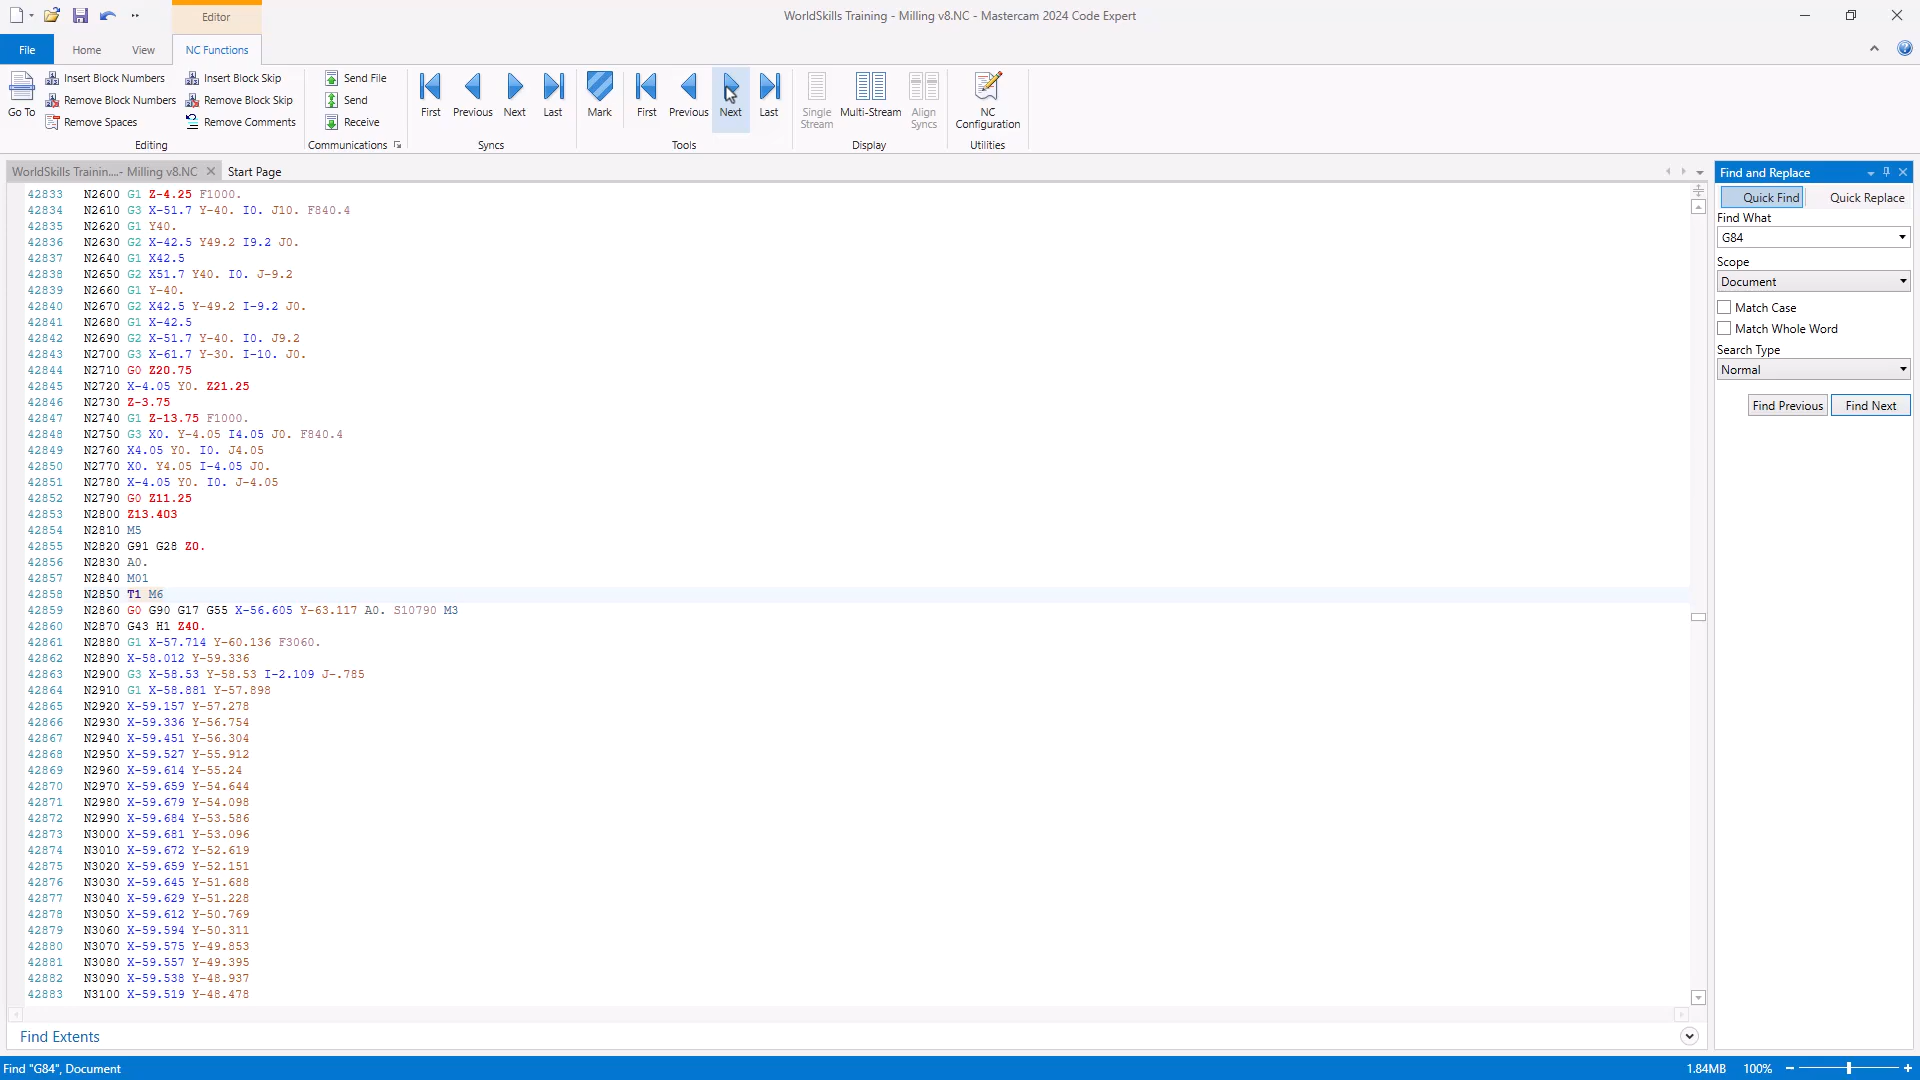 Editor
WorldSkills Training - Milling v8.NC - Mastercam 2024 Code Expert
File
Home
View
NC Functions
Go To
Insert Block Numbers
Remove Block Numbers
Remove Spaces
Insert Block Skip
Remove Block Skip
Remove Comments
Editing
Send File
Send
Receive
Communications
First
Previous
Next
Last
Syncs
Mark
First
Previous
Next
Last
Tools
Single Stream
Multi-Stream
Align Syncs
Display
NC Configuration
Utilities
WorldSkills Trainin....- Milling v8.NC
Start Page
42833 N2600 G1 Z-4.25 F1000.
42834 N2610 G3 X-51.7 Y-40. I0. J10. F840.4
42835 N2620 G1 Y40.
42836 N2630 G2 X-42.5 Y49.2 I9.2 J0.
42837 N2640 G1 X42.5
42838 N2650 G2 X51.7 Y40. I0. J-9.2
42839 N2660 G1 Y-40.
42840 N2670 G2 X42.5 Y-49.2 I-9.2 J0.
42841 N2680 G1 X-42.5
42842 N2690 G2 X-51.7 Y-40. I0. J9.2
42843 N2700 G3 X-61.7 Y-30. I-10. J0.
42844 N2710 G0 Z20.75
42845 N2720 X-4.05 Y0. Z21.25
42846 N2730 Z-3.75
42847 N2740 G1 Z-13.75 F1000.
42848 N2750 G3 X0. Y-4.05 I4.05 J0. F840.4
42849 N2760 X4.05 Y0. I0. J4.05
42850 N2770 X0. Y4.05 I-4.05 J0.
42851 N2780 X-4.05 Y0. I0. J-4.05
42852 N2790 G0 Z11.25
42853 N2800 Z13.403
42854 N2810 M5
42855 N2820 G91 G28 Z0.
42856 N2830 A0.
42857 N2840 M01
42858 N2850 T1 M6
42859 N2860 G0 G90 G17 G55 X-56.605 Y-63.117 A0. S10790 M3
42860 N2870 G43 H1 Z40.
42861 N2880 G1 X-57.714 Y-60.136 F3060.
42862 N2890 X-58.012 Y-59.336
42863 N2900 G3 X-58.53 Y-58.53 I-2.109 J-.785
42864 N2910 G1 X-58.881 Y-57.898
42865 N2920 X-59.157 Y-57.278
42866 N2930 X-59.336 Y-56.754
42867 N2940 X-59.451 Y-56.304
42868 N2950 X-59.527 Y-55.912
42869 N2960 X-59.614 Y-55.24
42870 N2970 X-59.659 Y-54.644
42871 N2980 X-59.679 Y-54.098
42872 N2990 X-59.684 Y-53.586
42873 N3000 X-59.681 Y-53.096
42874 N3010 X-59.672 Y-52.619
42875 N3020 X-59.659 Y-52.151
42876 N3030 X-59.645 Y-51.688
42877 N3040 X-59.629 Y-51.228
42878 N3050 X-59.612 Y-50.769
42879 N3060 X-59.594 Y-50.311
42880 N3070 X-59.575 Y-49.853
42881 N3080 X-59.557 Y-49.395
42882 N3090 X-59.538 Y-48.937
42883 N3100 X-59.519 Y-48.478
Find and Replace
Quick Find
Quick Replace
Find What
G84
Scope
Document
Match Case
Match Whole Word
Search Type
Normal
Find Previous
Find Next
Find Extents
Find "G84", Document
1.84MB
100%